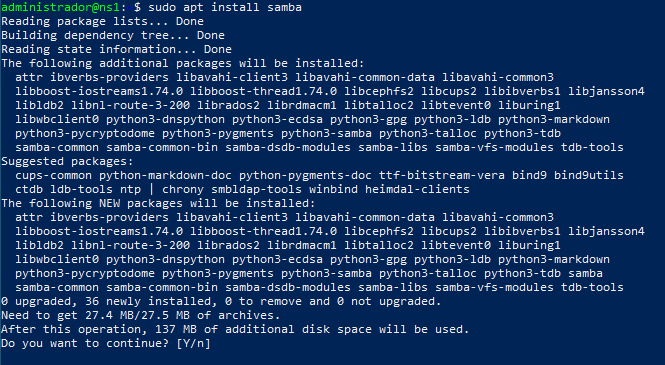 administrador@ns1: $ sudo apt install samba
Reading package lists... Done
Building dependency tree... Done
Reading state information... Done
The following additional packages will be installed:
  attr ibverbs-providers libavahi-client3 libavahi-common-data libavahi-common3
  libboost-iostreams1.74.0 libboost-thread1.74.0 libcephfs2 libcups2 libibverbs1 libjansson4
  libldb2 libnl-route-3-200 librados2 librdmacm1 libtalloc2 libtevent0 liburing1
  libwbclient0 python3-dnspython python3-ecdsa python3-gpg python3-ldb python3-markdown
  python3-pycryptodome python3-pygments python3-samba python3-talloc python3-tdb
  samba-common samba-common-bin samba-dsdb-modules samba-libs samba-vfs-modules tdb-tools
Suggested packages:
  cups-common python-markdown-doc python-pygments-doc ttf-bitstream-vera bind9 bind9utils
  ctdb ldb-tools ntp | chrony smbldap-tools winbind heimdal-clients
The following NEW packages will be installed:
  attr ibverbs-providers libavahi-client3 libavahi-common-data libavahi-common3
  libboost-iostreams1.74.0 libboost-thread1.74.0 libcephfs2 libcups2 libibverbs1 libjansson4
  libldb2 libnl-route-3-200 librados2 librdmacm1 libtalloc2 libtevent0 liburing1
  libwbclient0 python3-dnspython python3-ecdsa python3-gpg python3-ldb python3-markdown
  python3-pycryptodome python3-pygments python3-samba python3-talloc python3-tdb samba
  samba-common samba-common-bin samba-dsdb-modules samba-libs samba-vfs-modules tdb-tools
0 upgraded, 36 newly installed, 0 to remove and 0 not upgraded.
Need to get 27.4 MB/27.5 MB of archives.
After this operation, 137 MB of additional disk space will be used.
Do you want to continue? [Y/n]